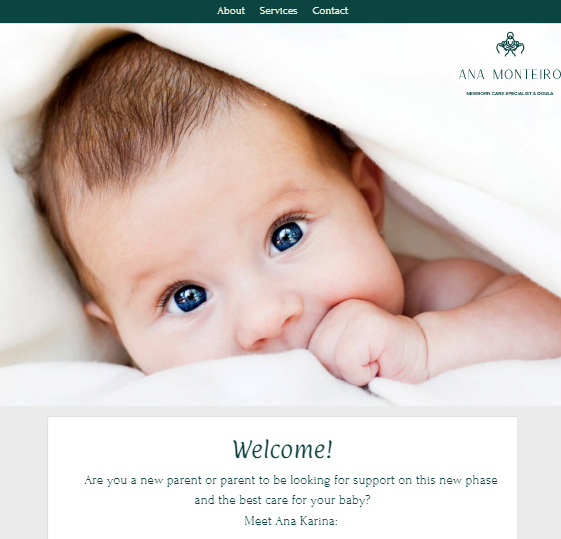 About Services Contact
ANA MONTEIRO
NEWBORN CARE SPECIALIST & DOULA
Welcome!
Are you a new parent or parent to be looking for support on this new phase
and the best care for your baby?
Meet Ana Karina: